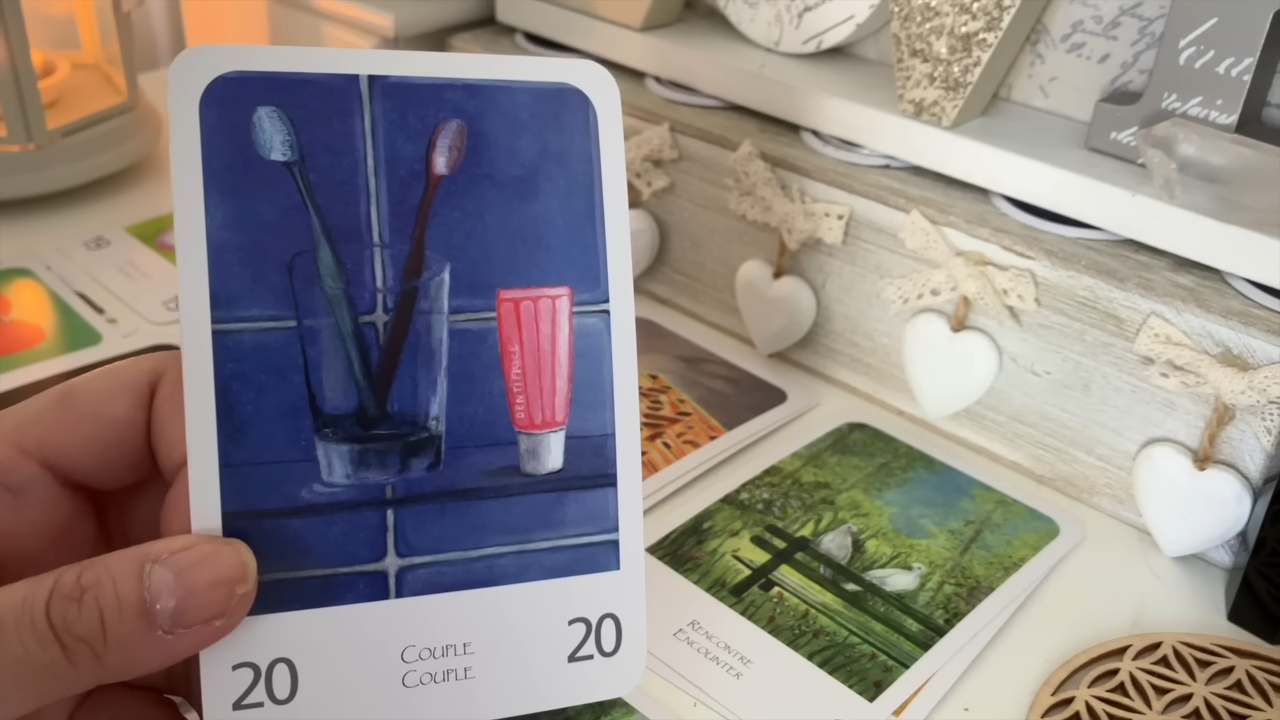 DENTIFRICE
20
COUPLE
COUPLE
20
RENCONTRE
ENCOUNTER